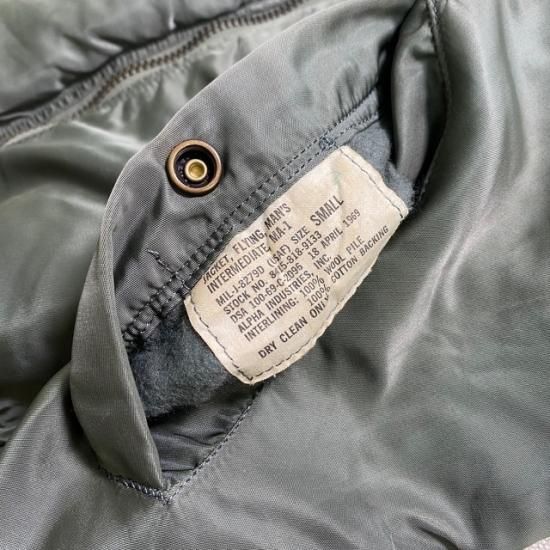 JACKET, FLYING, MAN'S
INTERMEDIATE, MA-1
MIL-J-8279D (USAF) SIZE SMALL
STOCK NO. 8415-818-9133
DSA 100-69-C-2096 18 APRIL 1969
ALPHA INDUSTRIES, INC.
INTERLINING: 100% WOOL PILE
100% COTTON BACKING
DRY CLEAN ONLY